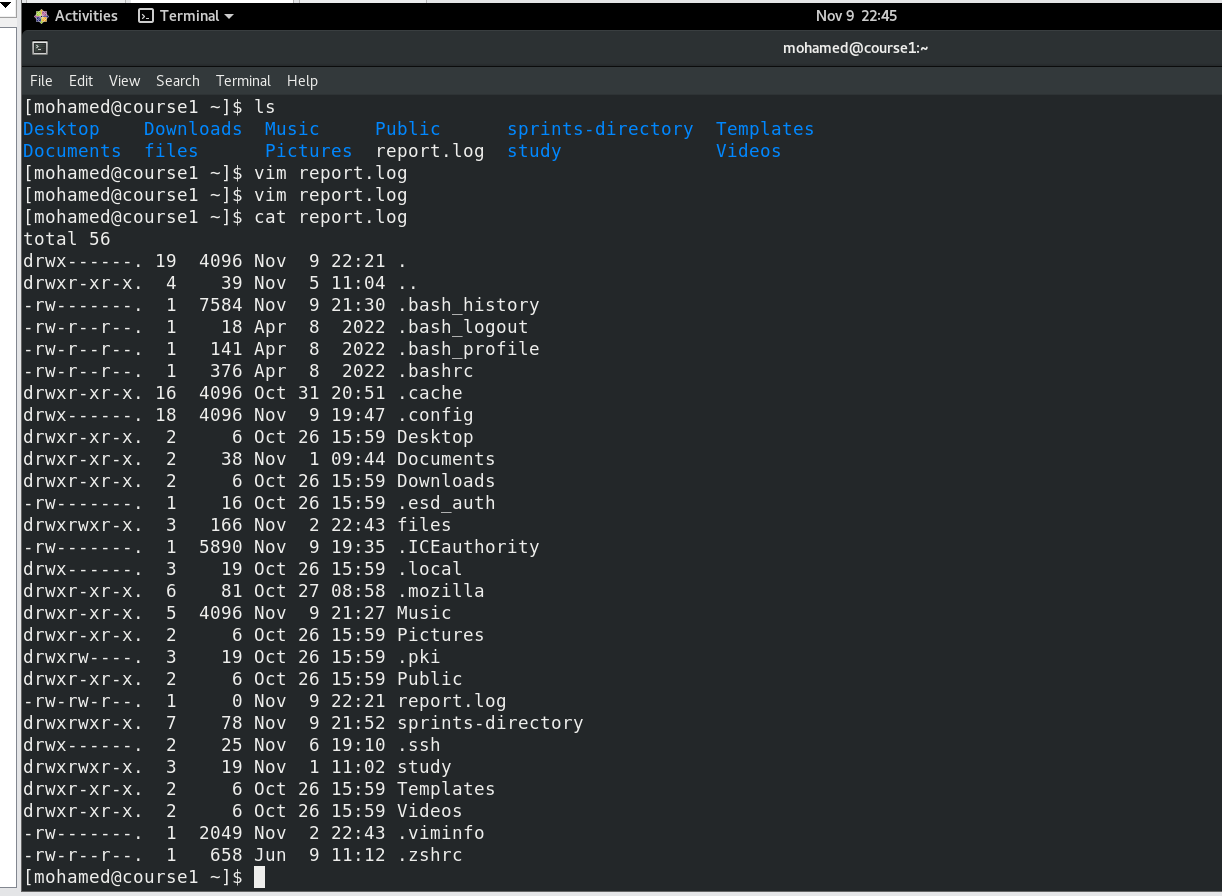 Activities Terminal Nov 9 22:45
mohamed@course1:~
File Edit View Search Terminal Help
[mohamed@course1 ~]$ ls
Desktop    Downloads  Music     Public      sprints-directory  Templates
Documents  files      Pictures  report.log  study              Videos
[mohamed@course1 ~]$ vim report.log
[mohamed@course1 ~]$ vim report.log
[mohamed@course1 ~]$ cat report.log
total 56
drwx------. 19  4096 Nov  9 22:21 .
drwxr-xr-x.  4    39 Nov  5 11:04 ..
-rw-------.  1  7584 Nov  9 21:30 .bash_history
-rw-r--r--.  1    18 Apr  8  2022 .bash_logout
-rw-r--r--.  1   141 Apr  8  2022 .bash_profile
-rw-r--r--.  1   376 Apr  8  2022 .bashrc
drwxr-xr-x. 16  4096 Oct 31 20:51 .cache
drwx------. 18  4096 Nov  9 19:47 .config
drwxr-xr-x.  2     6 Oct 26 15:59 Desktop
drwxr-xr-x.  2    38 Nov  1 09:44 Documents
drwxr-xr-x.  2     6 Oct 26 15:59 Downloads
-rw-------.  1    16 Oct 26 15:59 .esd_auth
drwxrwxr-x.  3   166 Nov  2 22:43 files
-rw-------.  1  5890 Nov  9 19:35 .ICEauthority
drwx------.  3    19 Oct 26 15:59 .local
drwxr-xr-x.  6    81 Oct 27 08:58 .mozilla
drwxr-xr-x.  5  4096 Nov  9 21:27 Music
drwxr-xr-x.  2     6 Oct 26 15:59 Pictures
drwxrw----.  3    19 Oct 26 15:59 .pki
drwxr-xr-x.  2     6 Oct 26 15:59 Public
-rw-rw-r--.  1     0 Nov  9 22:21 report.log
drwxrwxr-x.  7    78 Nov  9 21:52 sprints-directory
drwx------.  2    25 Nov  6 19:10 .ssh
drwxrwxr-x.  3    19 Nov  1 11:02 study
drwxr-xr-x.  2     6 Oct 26 15:59 Templates
drwxr-xr-x.  2     6 Oct 26 15:59 Videos
-rw-------.  1  2049 Nov  2 22:43 .viminfo
-rw-r--r--.  1   658 Jun  9 11:12 .zshrc
[mohamed@course1 ~]$